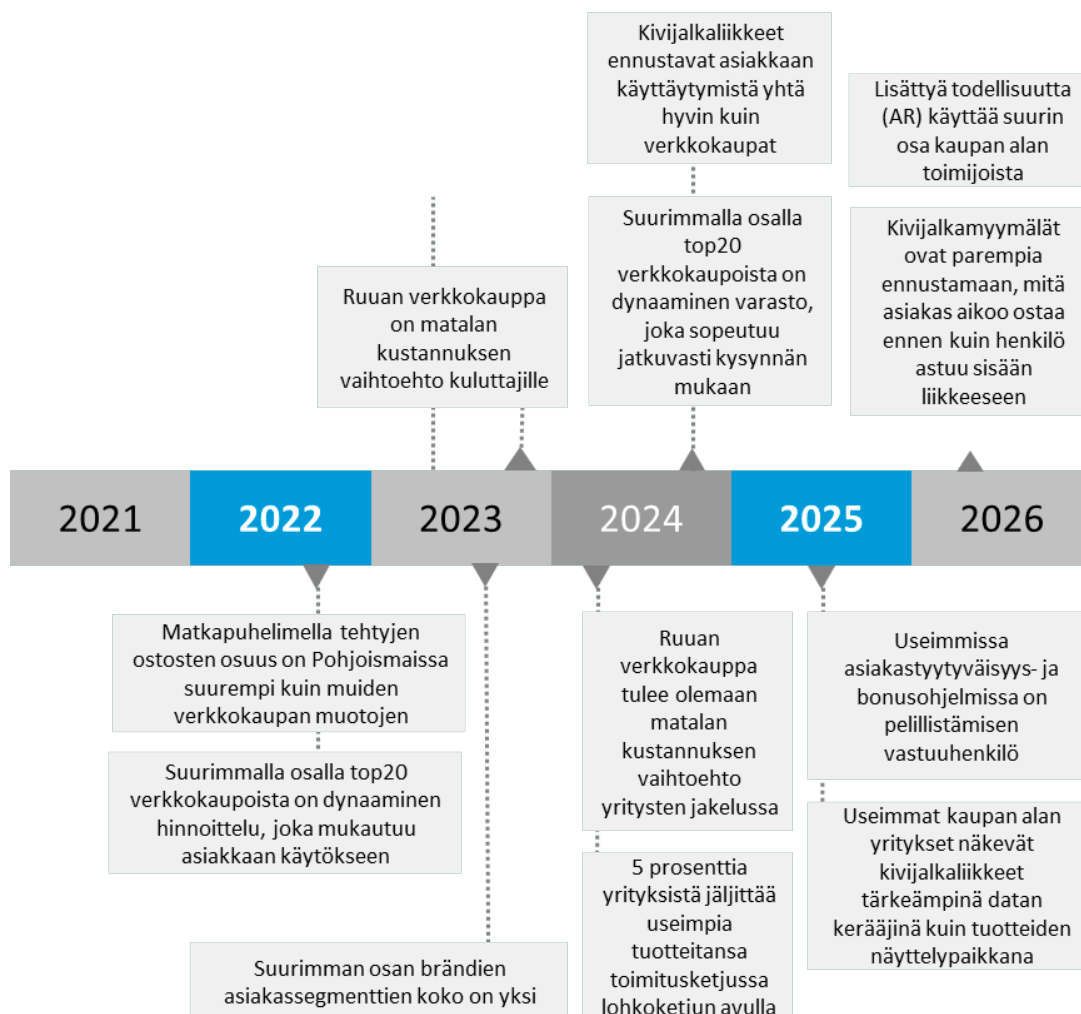 Kivijalkaliikkeet
ennustavat asiakkaan
käyttäytymistä yhtä
hyvin kuin
verkkokaupat
Lisättyä todellisuutta
(AR) käyttää suurin
osa kaupan alan
toimijoista
Ruuan verkkokauppa
on matalan
kustannuksen
vaihtoehto kuluttajille
Suurimmalla osalla
top20
verkkokaupoista on
dynaaminen varasto,
joka sopeutuu
jatkuvasti kysynnän
mukaan
Kivijalkamyymälät
ovat parempia
ennustamaan, mitä
asiakas aikoo ostaa
ennen kuin henkilö
astuu sisään
liikkeeseen
2021 2022 2023 2024 2025 2026
Matkapuhelimella tehtyjen
ostosten osuus on Pohjoismaissa
suurempi kuin muiden
verkkokaupan muotojen
Suurimmalla osalla top20
verkkokaupoista on dynaaminen
hinnoittelu, joka mukautuu
asiakkaan käytökseen
Suurimman osan brändien
asiakassegmenttien koko on yksi
Ruuan
verkkokauppa
tulee olemaan
matalan
kustannuksen
vaihtoehto
yritysten jakelussa
5 prosenttia
yrityksistä jäljittää
useimpia
tuotteitansa
toimitusketjussa
lohkoketjun avulla
Useimmissa
asiakastyytyväisyys- ja
bonusohjelmissa on
pelillistämisen
vastuuhenkilö
Useimmat kaupan alan
yritykset näkevät
kivijalkaliikkeet
tärkeämpinä datan
kerääjinä kuin tuotteiden
näyttelypaikkana